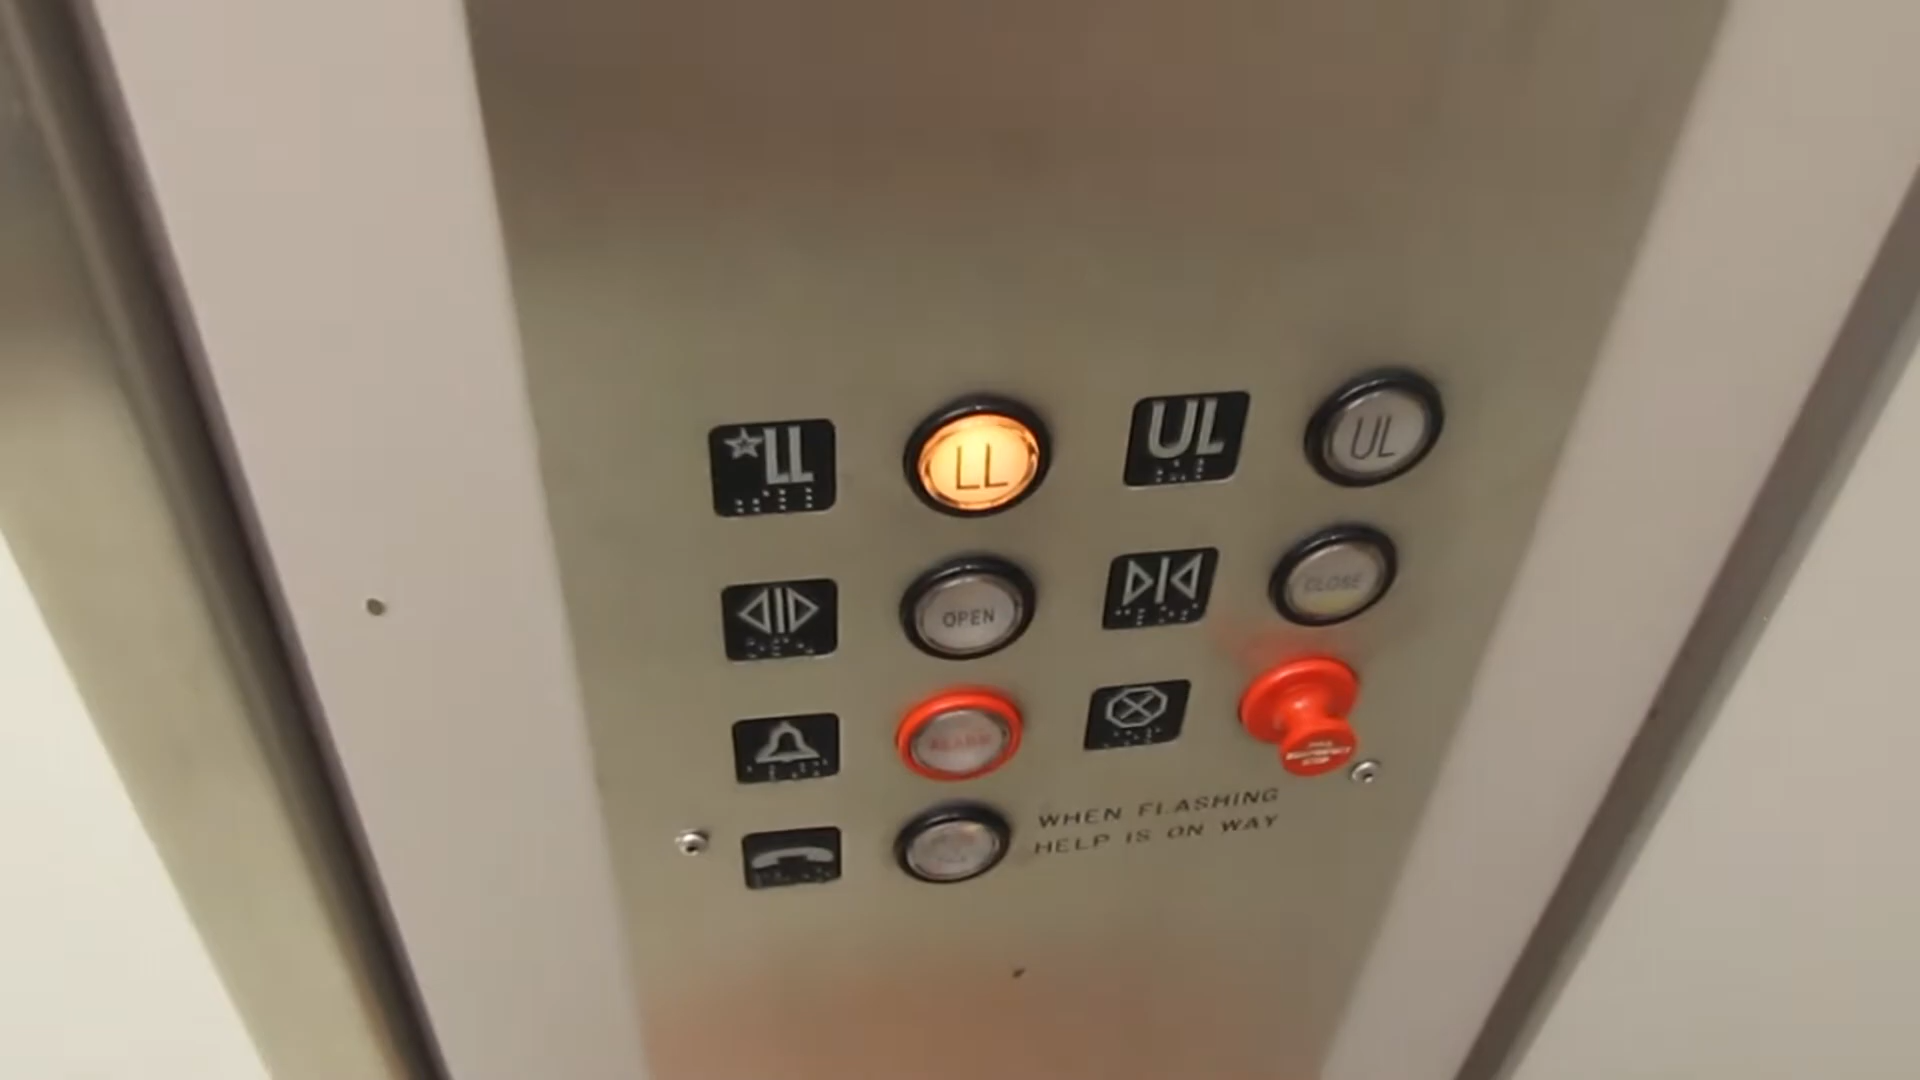 ★LL
LL
UL
UL
OPEN
CLOSE
ALARM
WHEN FLASHING
HELP IS ON WAY